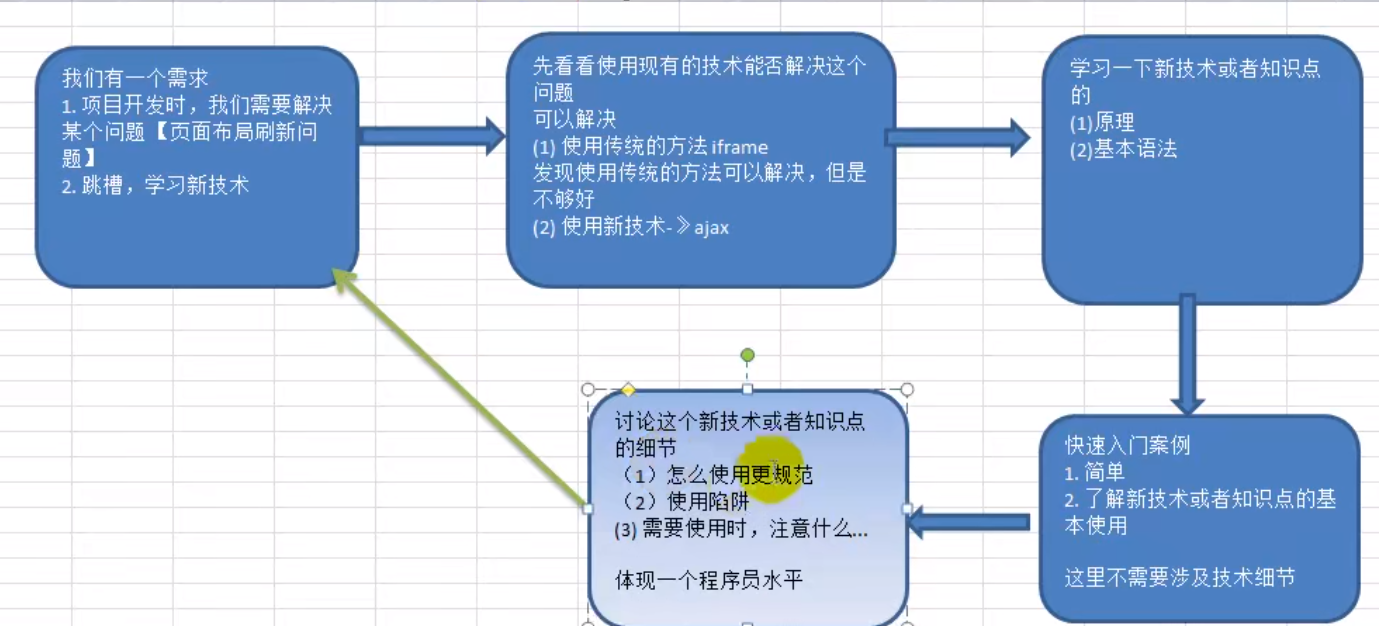 我们有一个需求
1. 项目开发时，我们需要解决
某个问题【页面布局刷新问
题】
2. 跳槽，学习新技术
先看看使用现有的技术能否解决这个
问题
可以解决
(1) 使用传统的方法 iframe
发现使用传统的方法可以解决，但是
不够好
(2) 使用新技术-》ajax
学习一下新技术或者知识点
的
(1)原理
(2)基本语法
快速入门案例
1. 简单
2. 了解新技术或者知识点的基
本使用
这里不需要涉及技术细节
讨论这个新技术或者知识点
的细节
（1）怎么使用更规范
（2）使用陷阱
(3) 需要使用时，注意什么...
体现一个程序员水平